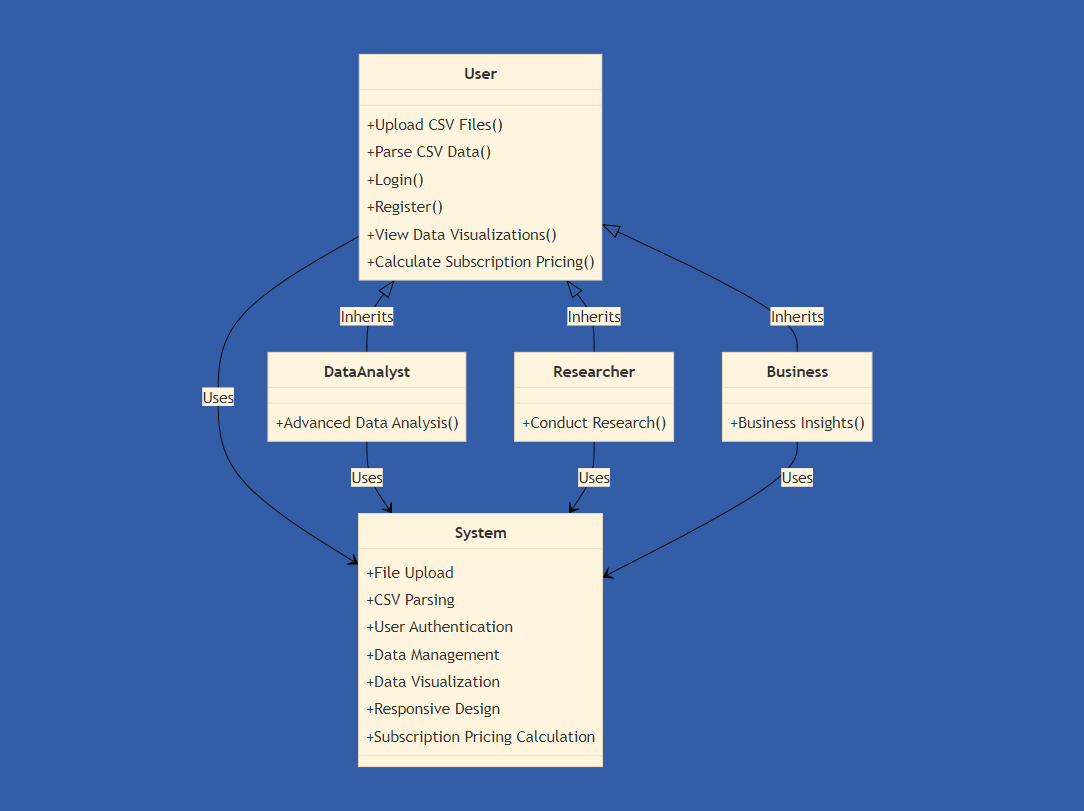 User
+Upload CSV Files()
+Parse CSV Data()
+Login()
+Register()
+View Data Visualizations()
+Calculate Subscription Pricing()
Inherits
Inherits
Inherits
DataAnalyst
+Advanced Data Analysis()
Researcher
+Conduct Research()
Business
+Business Insights()
Uses
Uses
Uses
Uses
System
+File Upload
+CSV Parsing
+User Authentication
+Data Management
+Data Visualization
+Responsive Design
+Subscription Pricing Calculation